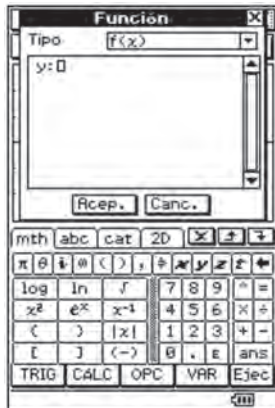 Función
Tipo f(x)
y:
Acep. Canc.
mth abc cat 2D
π θ i ∞ ( ) , ⇒ x y z t ←
log ln √ 7 8 9 ^ =
x² eˣ x⁻¹ 4 5 6 × ÷
( ) |x| 1 2 3 + -
[ ] (-) 0 . E ans
TRIG CALC OPC VAR Ejec